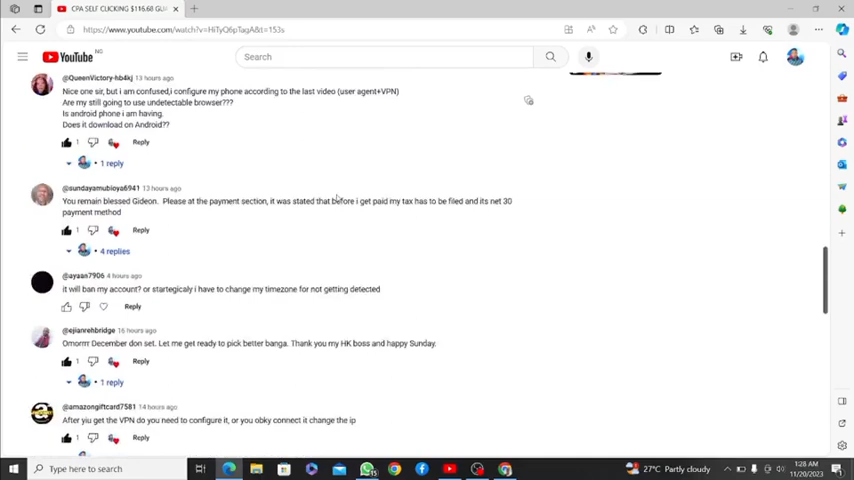 CPA SELF CLICKING $116.68 GU
https://www.youtube.com/watch?v=HiTyQ6pTagA&t=153s
YouTube NG
Search
@QueenVictory-hb4kj 13 hours ago
Nice one sir, but i am confused,i configure my phone according to the last video (user agent+VPN)
Are my still going to use undetectable browser???
Is android phone i am having.
Does it download on Android??
1 Reply
1 reply
@sundayamubioya6941 13 hours ago
You remain blessed Gideon. Please at the payment section, it was stated that before i get paid my tax has to be filed and its net 30
payment method
1 Reply
4 replies
@ayaan7906 4 hours ago
it will ban my account? or startegicaly i have to change my timezone for not getting detected
Reply
@ejianrehbridge 16 hours ago
Omorrrr December don set. Let me get ready to pick better banga. Thank you my HK boss and happy Sunday.
1 Reply
1 reply
@amazongiftcard7581 14 hours ago
After yiu get the VPN do you need to configure it, or you obky connect it change the ip
1 Reply
Type here to search
27°C Partly cloudy
1:28 AM
11/20/2023